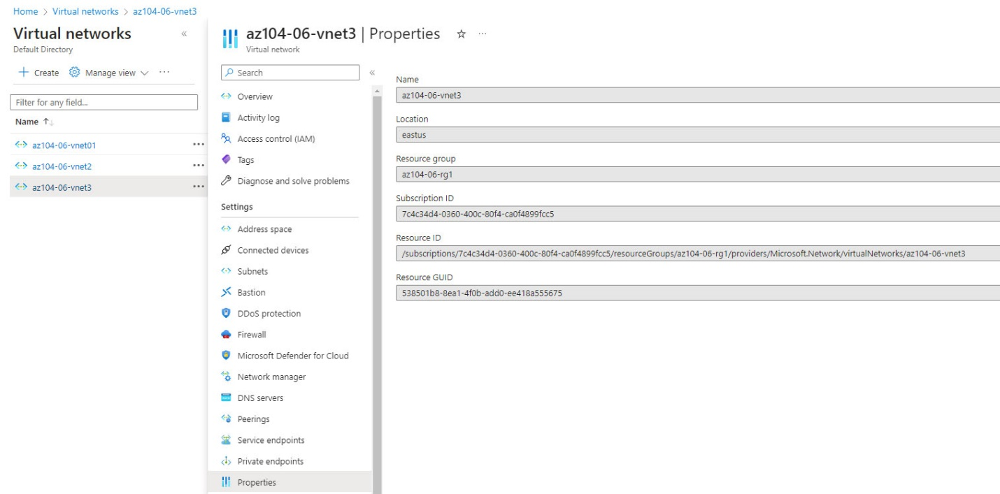 Home > Virtual networks > az104-06-vnet3
Virtual networks
Default Directory
Create Manage view ...
Filter for any field...
Name
az104-06-vnet01 ...
az104-06-vnet2 ...
az104-06-vnet3 ...
az104-06-vnet3 | Properties ...
Virtual network
Search
Overview
Activity log
Access control (IAM)
Tags
Diagnose and solve problems
Settings
Address space
Connected devices
Subnets
Bastion
DDoS protection
Firewall
Microsoft Defender for Cloud
Network manager
DNS servers
Peerings
Service endpoints
Private endpoints
Properties
Name
az104-06-vnet3
Location
eastus
Resource group
az104-06-rg1
Subscription ID
7c4c34d4-0360-400c-80f4-ca0f4899fcc5
Resource ID
/subscriptions/7c4c34d4-0360-400c-80f4-ca0f4899fcc5/resourceGroups/az104-06-rg1/providers/Microsoft.Network/virtualNetworks/az104-06-vnet3
Resource GUID
538501b8-8ea1-4f0b-add0-ee418a555675